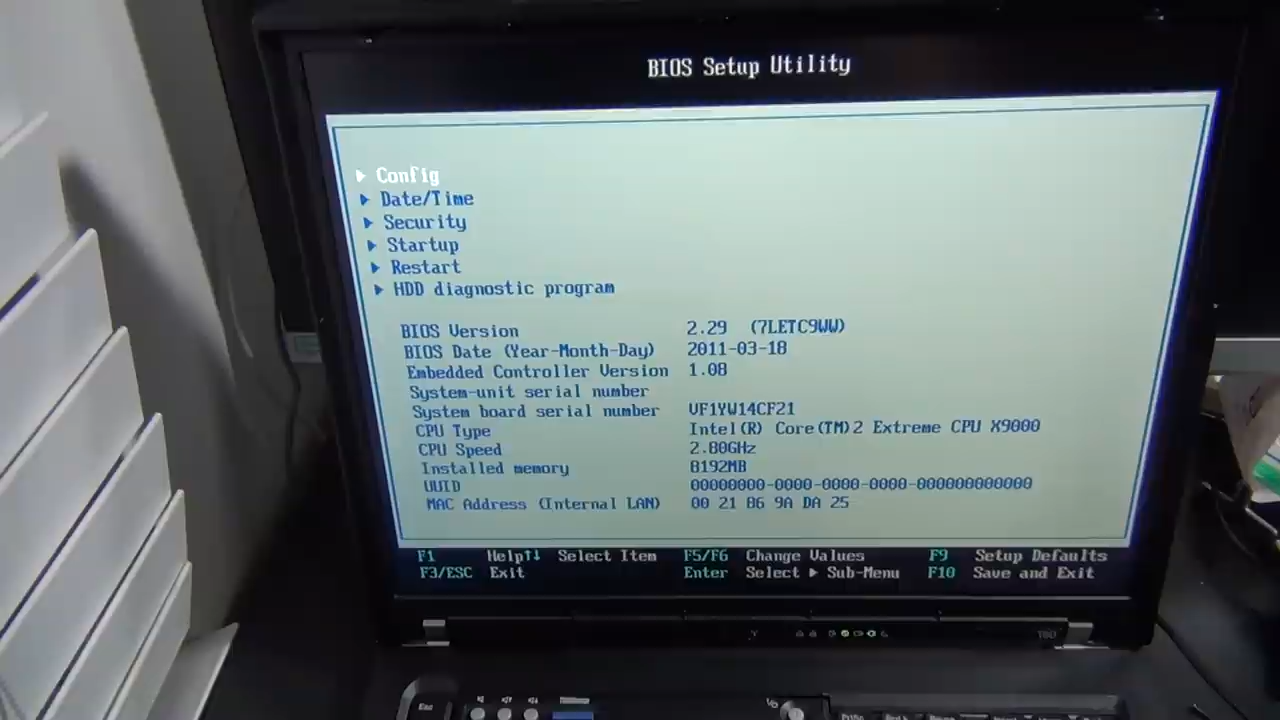 BIOS Setup Utility
Config
Date/Time
Security
Startup
Restart
HDD diagnostic program
BIOS Version 2.29 (7LETC9WW)
BIOS Date (Year-Month-Day) 2011-03-18
Embedded Controller Version 1.08
System-unit serial number
System board serial number VF1YW14CF21
CPU Type Intel(R) Core(TM)2 Extreme CPU X9000
CPU Speed 2.80GHz
Installed memory 8192MB
UUID 00000000-0000-0000-0000-000000000000
MAC Address (Internal LAN) 00 21 86 9A DA 25
F1 Help↑↓ Select Item F5/F6 Change Values F9 Setup Defaults
F3/ESC Exit Enter Select ▸ Sub-Menu F10 Save and Exit
Esc